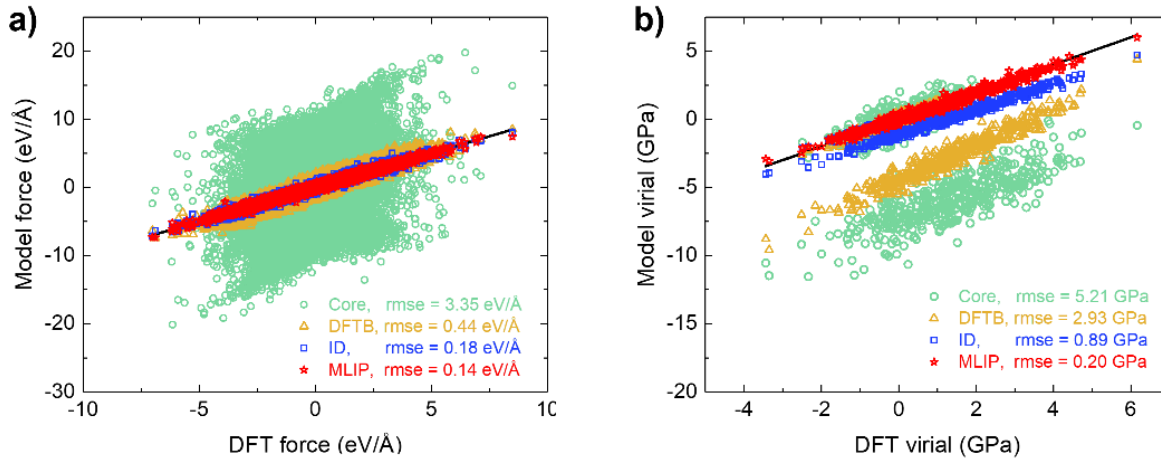 a)
Model force (eV/Å)
20
10
0
-10
-20
-30
Core, rmse = 3.35 eV/Å
DFTB, rmse = 0.44 eV/Å
ID, rmse = 0.18 eV/Å
MLIP, rmse = 0.14 eV/Å
-10
-5
0
5
10
DFT force (eV/Å)
b)
Model virial (GPa)
5
0
-5
-10
-15
-20
Core, rmse = 5.21 GPa
DFTB, rmse = 2.93 GPa
ID, rmse = 0.89 GPa
MLIP, rmse = 0.20 GPa
-4
-2
0
2
4
6
DFT virial (GPa)